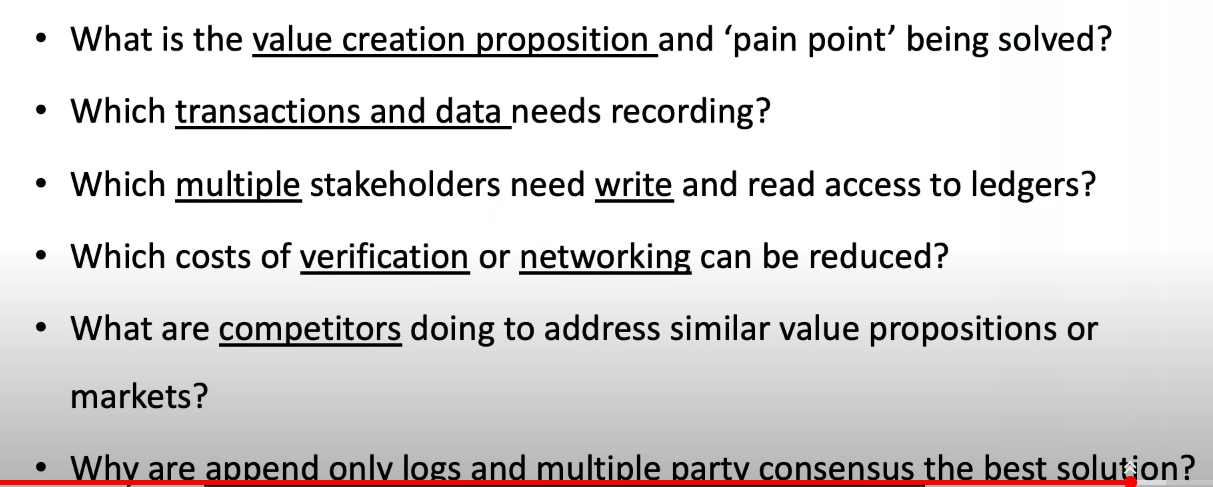 • What is the value creation proposition and ‘pain point’ being solved?
• Which transactions and data needs recording?
• Which multiple stakeholders need write and read access to ledgers?
• Which costs of verification or networking can be reduced?
• What are competitors doing to address similar value propositions or
markets?
• Why are append only logs and multiple party consensus the best solution?